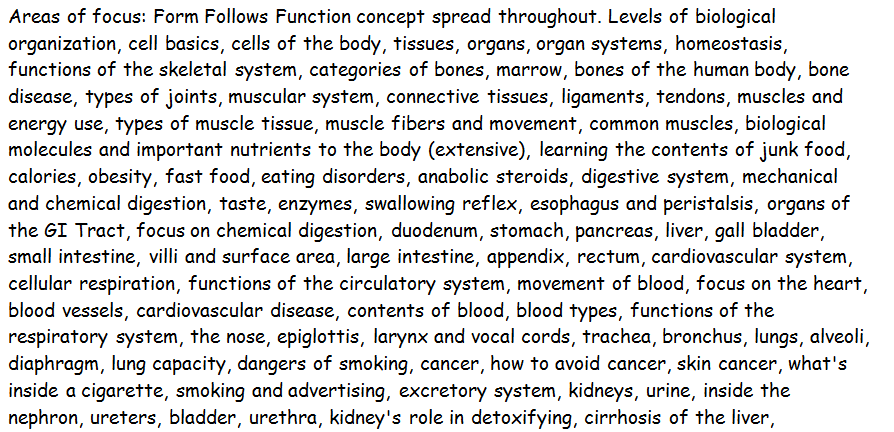 Areas of focus: Form Follows Function concept spread throughout. Levels of biological
organization, cell basics, cells of the body, tissues, organs, organ systems, homeostasis,
functions of the skeletal system, categories of bones, marrow, bones of the human body, bone
disease, types of joints, muscular system, connective tissues, ligaments, tendons, muscles and
energy use, types of muscle tissue, muscle fibers and movement, common muscles, biological
molecules and important nutrients to the body (extensive), learning the contents of junk food,
calories, obesity, fast food, eating disorders, anabolic steroids, digestive system, mechanical
and chemical digestion, taste, enzymes, swallowing reflex, esophagus and peristalsis, organs of
the GI Tract, focus on chemical digestion, duodenum, stomach, pancreas, liver, gall bladder,
small intestine, villi and surface area, large intestine, appendix, rectum, cardiovascular system,
cellular respiration, functions of the circulatory system, movement of blood, focus on the heart,
blood vessels, cardiovascular disease, contents of blood, blood types, functions of the
respiratory system, the nose, epiglottis, larynx and vocal cords, trachea, bronchus, lungs, alveoli,
diaphragm, lung capacity, dangers of smoking, cancer, how to avoid cancer, skin cancer, what's
inside a cigarette, smoking and advertising, excretory system, kidneys, urine, inside the
nephron, ureters, bladder, urethra, kidney's role in detoxifying, cirrhosis of the liver,